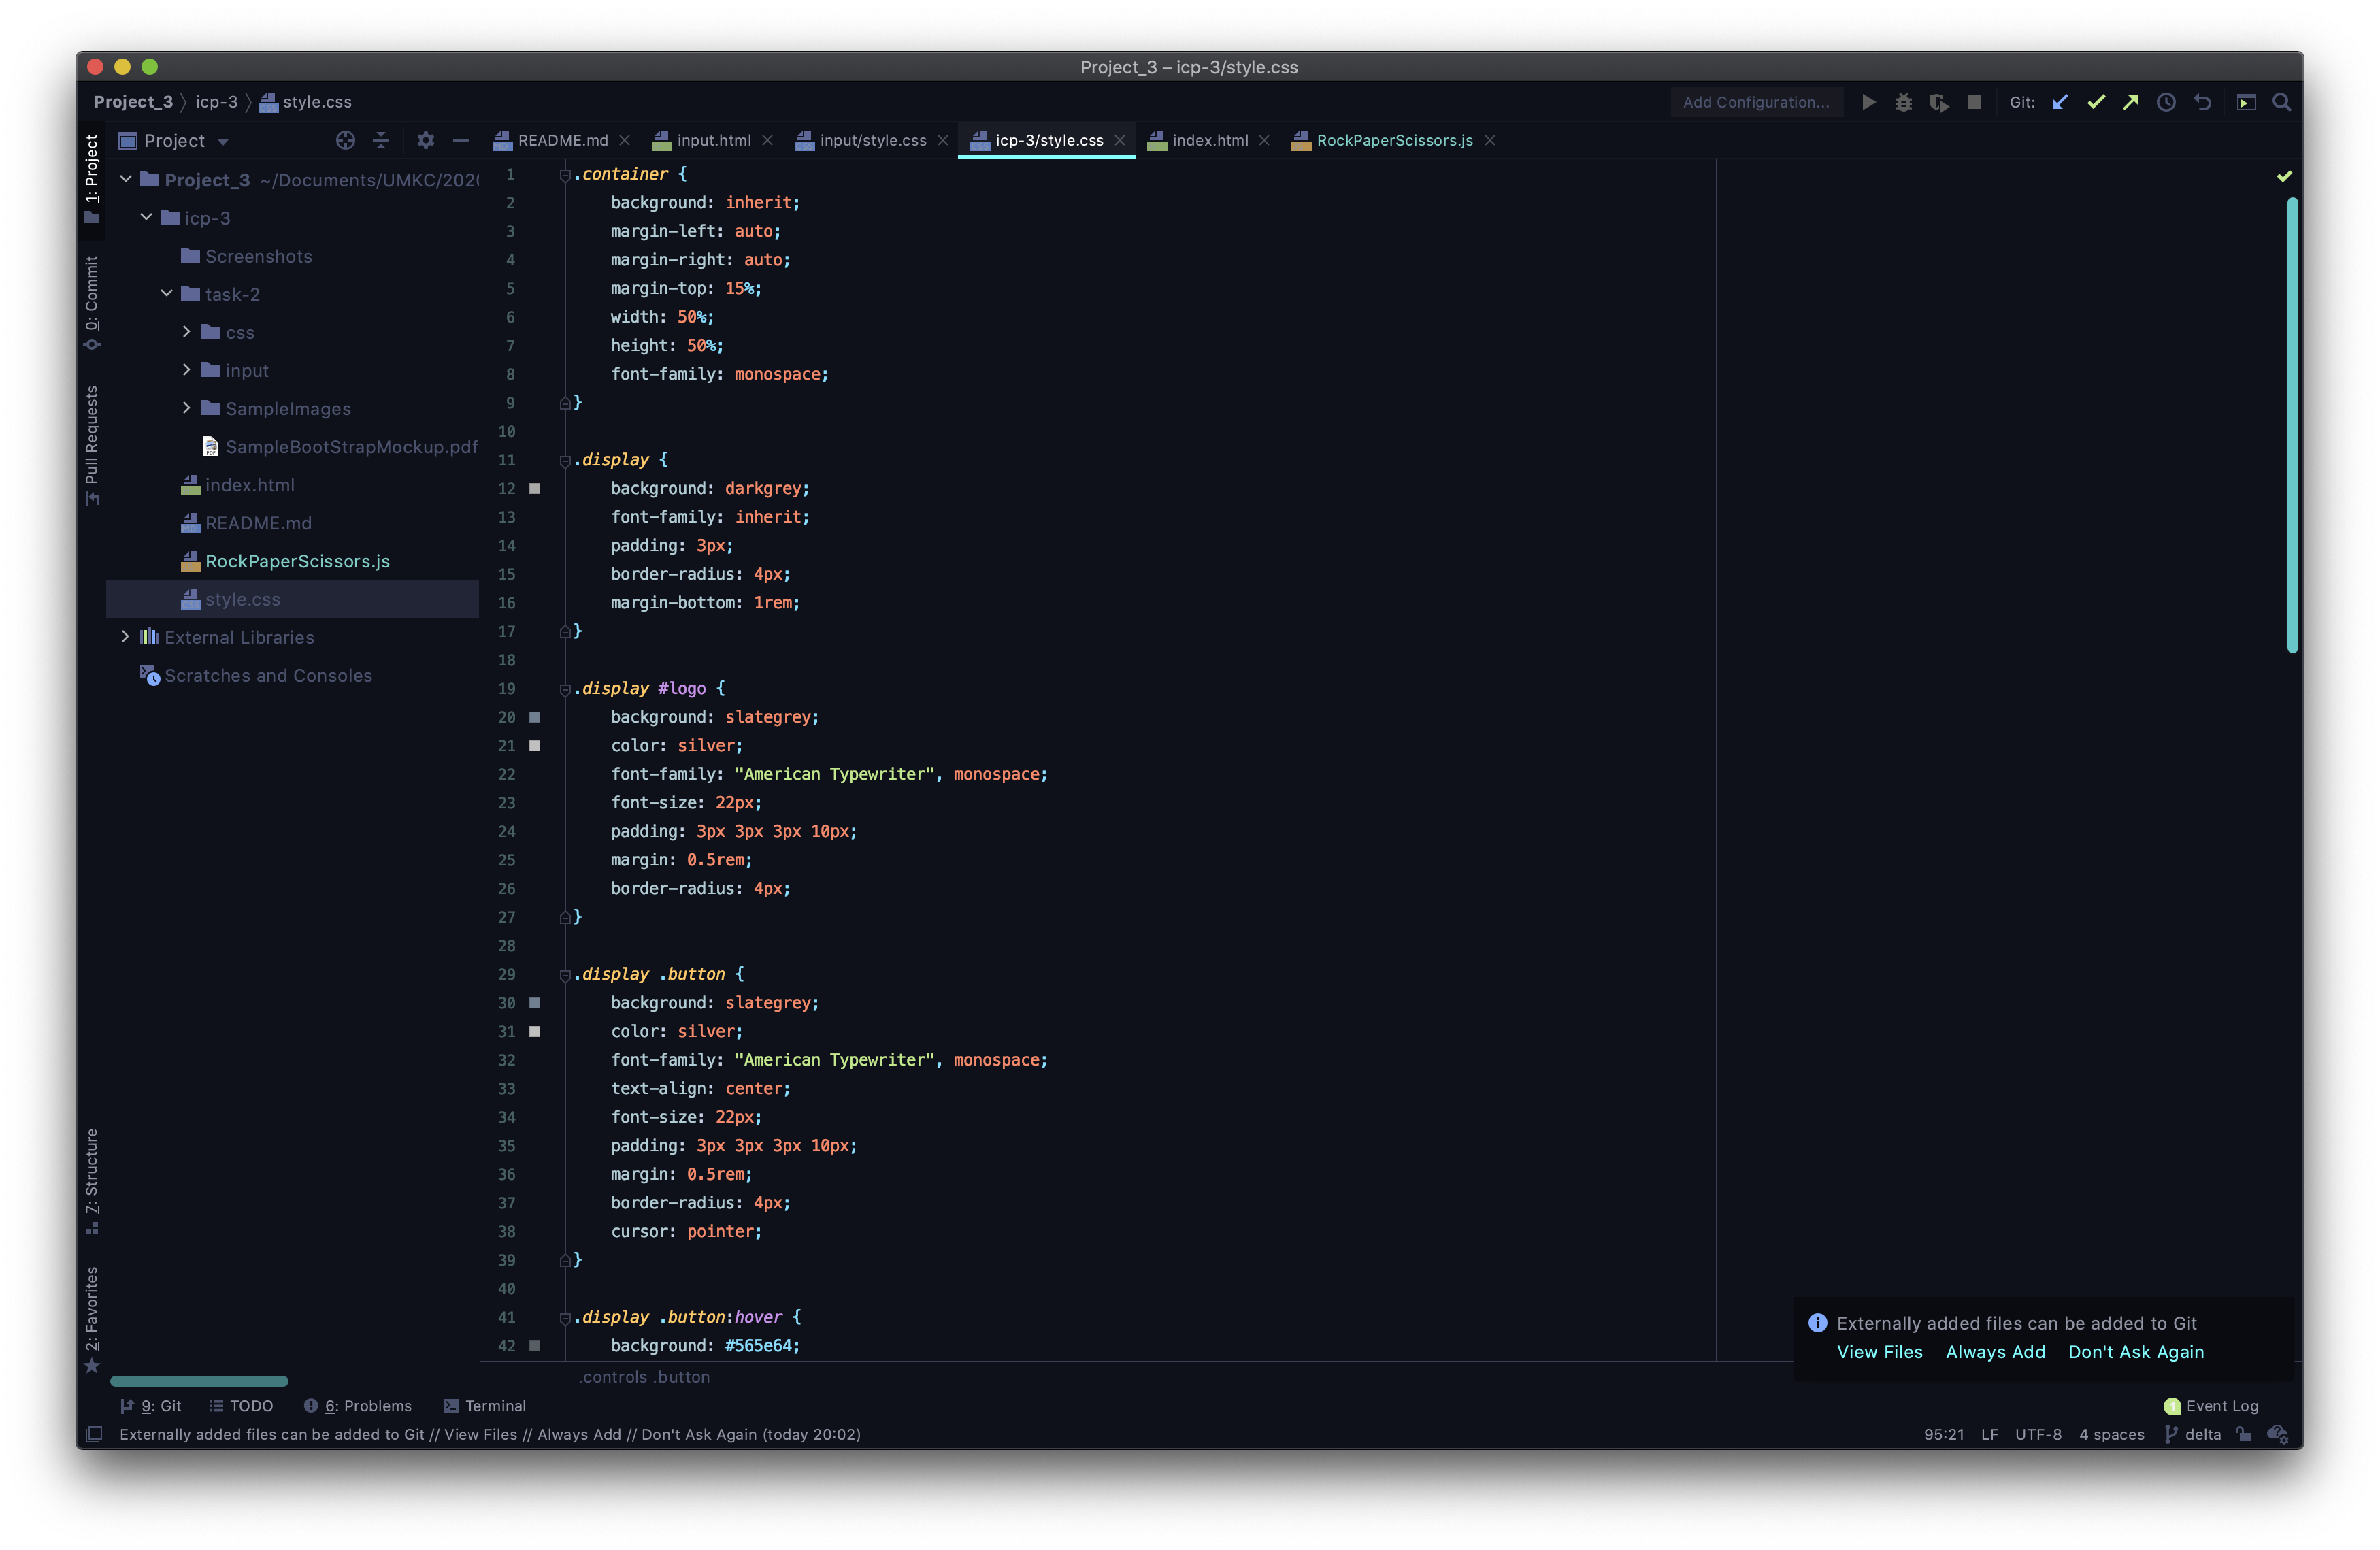 Project_3 – icp-3/style.css
Project_3 icp-3 style.css
Add Configuration...
Git:
Project
README.md
input.html
input/style.css
icp-3/style.css
index.html
RockPaperScissors.js
1: Project
0: Commit
Pull Requests
7: Structure
2: Favorites
Project_3 ~/Documents/UMKC/202
icp-3
Screenshots
task-2
css
input
SampleImages
SampleBootStrapMockup.pdf
index.html
README.md
RockPaperScissors.js
style.css
External Libraries
Scratches and Consoles
1 .container {
2 background: inherit;
3 margin-left: auto;
4 margin-right: auto;
5 margin-top: 15%;
6 width: 50%;
7 height: 50%;
8 font-family: monospace;
9 }
10
11 .display {
12 background: darkgrey;
13 font-family: inherit;
14 padding: 3px;
15 border-radius: 4px;
16 margin-bottom: 1rem;
17 }
18
19 .display #logo {
20 background: slategrey;
21 color: silver;
22 font-family: "American Typewriter", monospace;
23 font-size: 22px;
24 padding: 3px 3px 3px 10px;
25 margin: 0.5rem;
26 border-radius: 4px;
27 }
28
29 .display .button {
30 background: slategrey;
31 color: silver;
32 font-family: "American Typewriter", monospace;
33 text-align: center;
34 font-size: 22px;
35 padding: 3px 3px 3px 10px;
36 margin: 0.5rem;
37 border-radius: 4px;
38 cursor: pointer;
39 }
40
41 .display .button:hover {
42 background: #565e64;
.controls .button
Externally added files can be added to Git
View Files Always Add Don't Ask Again
9: Git
TODO
6: Problems
Terminal
1 Event Log
Externally added files can be added to Git // View Files // Always Add // Don't Ask Again (today 20:02)
95:21 LF UTF-8 4 spaces delta